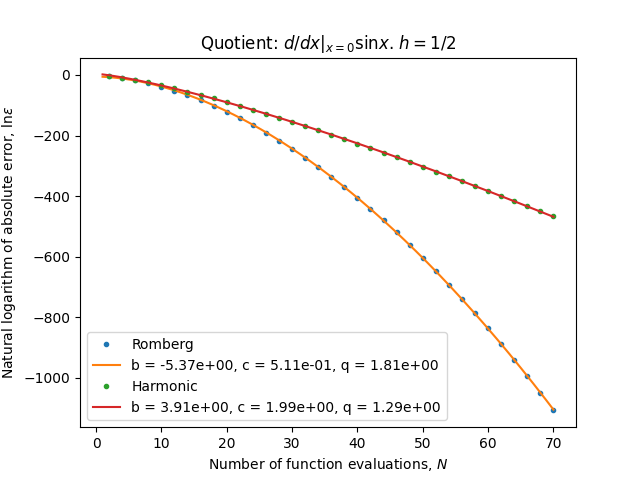 Quotient: d/dx|ₓ₌₀sinx. h = 1/2
Natural logarithm of absolute error, lnε
0
−200
−400
−600
−800
−1000
Romberg
b = -5.37e+00, c = 5.11e-01, q = 1.81e+00
Harmonic
b = 3.91e+00, c = 1.99e+00, q = 1.29e+00
0 10 20 30 40 50 60 70
Number of function evaluations, N